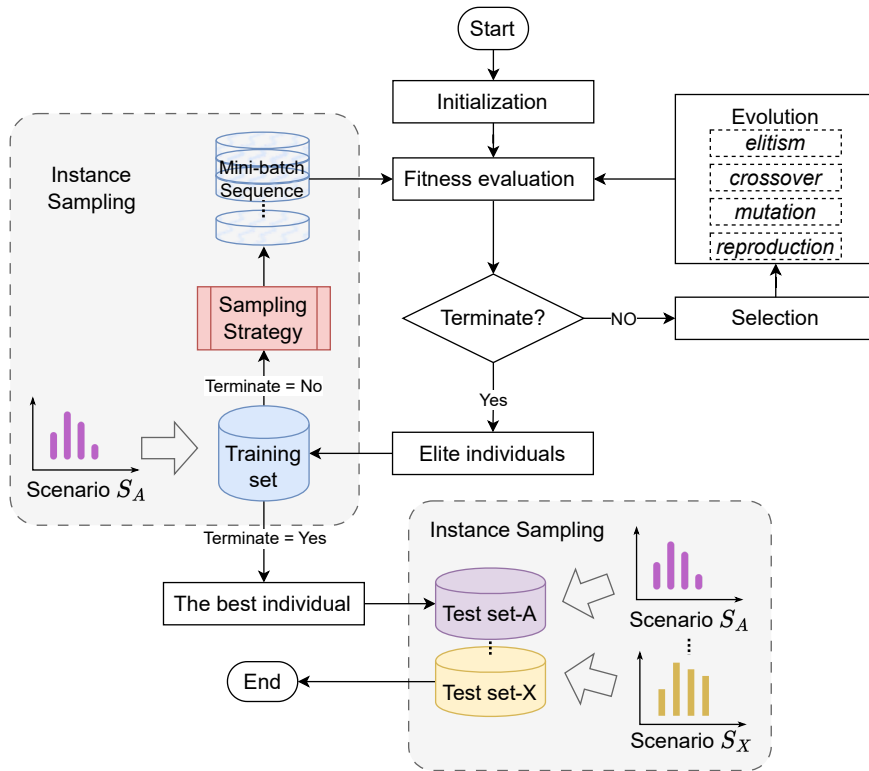 Start
Initialization
Evolution
elitism
crossover
mutation
reproduction
Instance
Sampling
Mini-batch
Sequence
Fitness evaluation
Sampling
Strategy
Terminate?
NO
Selection
Terminate = No
Yes
Training
set
Elite individuals
Scenario S_A
Terminate = Yes
Instance Sampling
The best individual
Test set-A
Scenario S_A
End
Test set-X
Scenario S_X